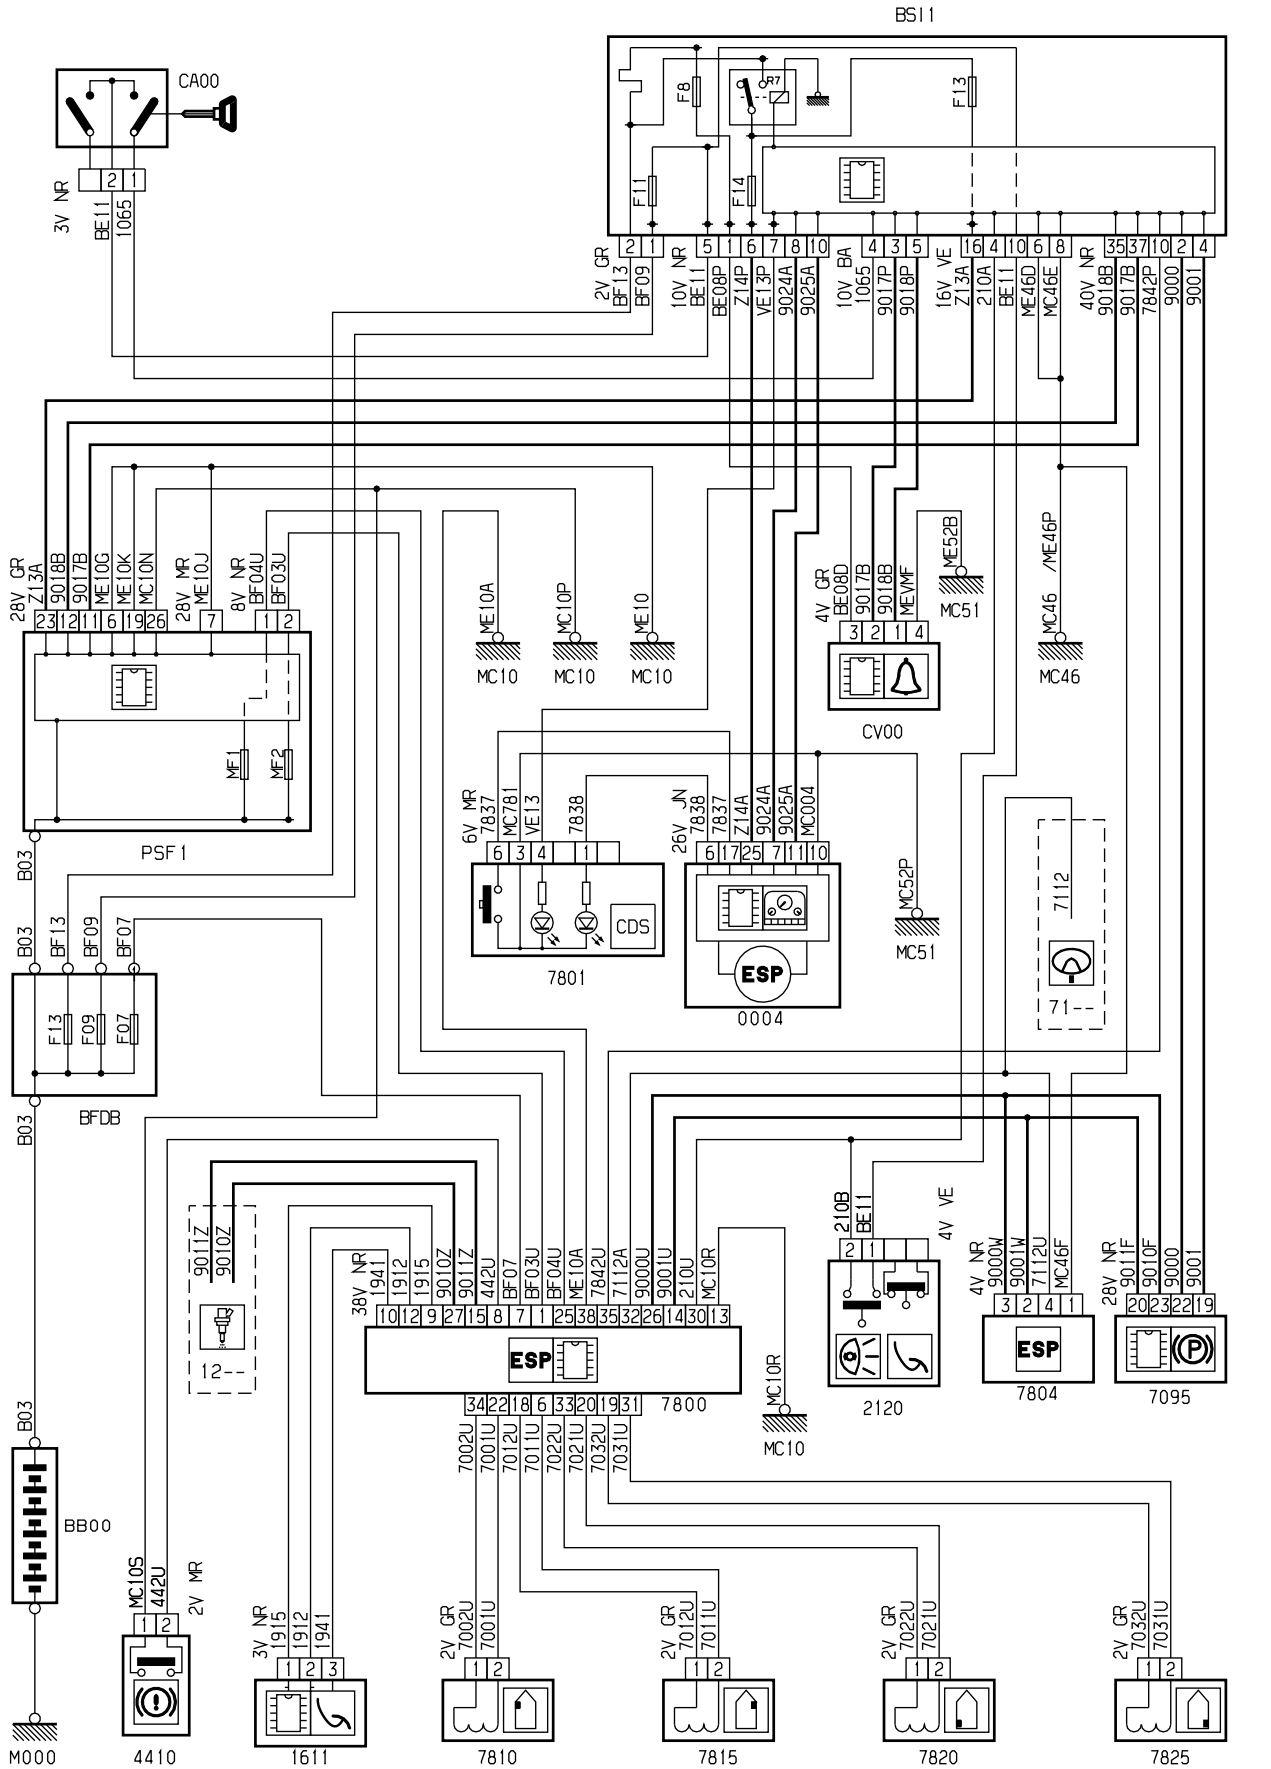 BSI1
CA00
F8
R7
F13
F11
F14
2 1
3V NR
BE11
1065
2 1 5 1 6 7 8 10 4 3 5 16 4 10 6 8 35 37 10 2 4
2V GR
BF13
BF09
10V NR
BE11
BE08P
Z14P
VE13P
9024A
9025A
10V BA
1065
9017P
9018P
16V VE
Z13A
210A
BE11
ME46D
MC46E
40V NR
9018B
9017B
7842P
9000
9001
28V GR
Z13A
9018B
9017B
ME10G
ME10K
MC10N
28V MR
ME10J
8V NR
BF04U
BF03U
23 12 11 6 19 26 7 1 2
ME10A
MC10
MC10P
MC10
ME10
MC10
4V GR
BE08D
9017B
9018B
MEVMF
3 2 1 4
CV00
ME52B
MC51
MC46 /ME46P
MC46
MF1
MF2
PSF1
B03
6V MR
7837
MC781
VE13
7838
6 3 4 1
CDS
7801
26V JN
7838
7837
Z14A
9024A
9025A
MC004
6 17 25 7 11 10
ESP
0004
MC52P
MC51
7112
71--
B03
BF13
BF09
BF07
F13
F09
F07
BFDB
B03
9011Z
9010Z
12--
38V NR
1941
1912
1915
9010Z
9011Z
442U
BF07
BF03U
BF04U
ME10A
7842U
7112A
9000U
9001U
210U
MC10R
10 12 9 27 15 8 7 1 25 38 35 32 26 14 30 13
ESP
7800
34 22 18 6 33 20 19 31
7002U
7001U
7012U
7011U
7022U
7021U
7032U
7031U
MC10R
MC10
210B
BE11
4V VE
2 1
2120
4V NR
9000W
9001W
7112U
MC46F
3 2 4 1
ESP
7804
28V NR
9011F
9010F
9000
9001
20 23 22 19
P
7095
B03
BB00
M000
MC10S
442U
2V MR
1 2
4410
3V NR
1915
1912
1941
1 2 3
1611
2V GR
7002U
7001U
1 2
7810
2V GR
7012U
7011U
1 2
7815
2V GR
7022U
7021U
1 2
7820
2V GR
7032U
7031U
1 2
7825